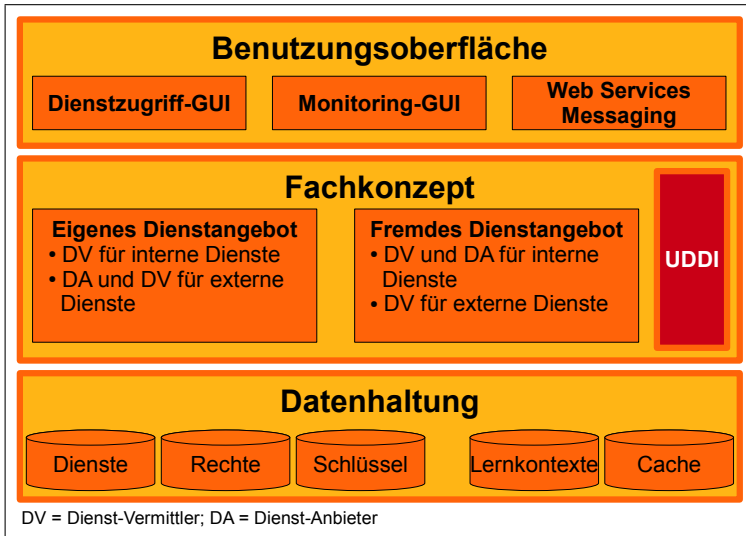 Benutzungsoberfläche
Dienstzugriff-GUI
Monitoring-GUI
Web Services
Messaging
Fachkonzept
Eigenes Dienstangebot
• DV für interne Dienste
• DA und DV für externe
Dienste
Fremdes Dienstangebot
• DV und DA für interne
Dienste
• DV für externe Dienste
UDDI
Datenhaltung
Dienste
Rechte
Schlüssel
Lernkontexte
Cache
DV = Dienst-Vermittler; DA = Dienst-Anbieter